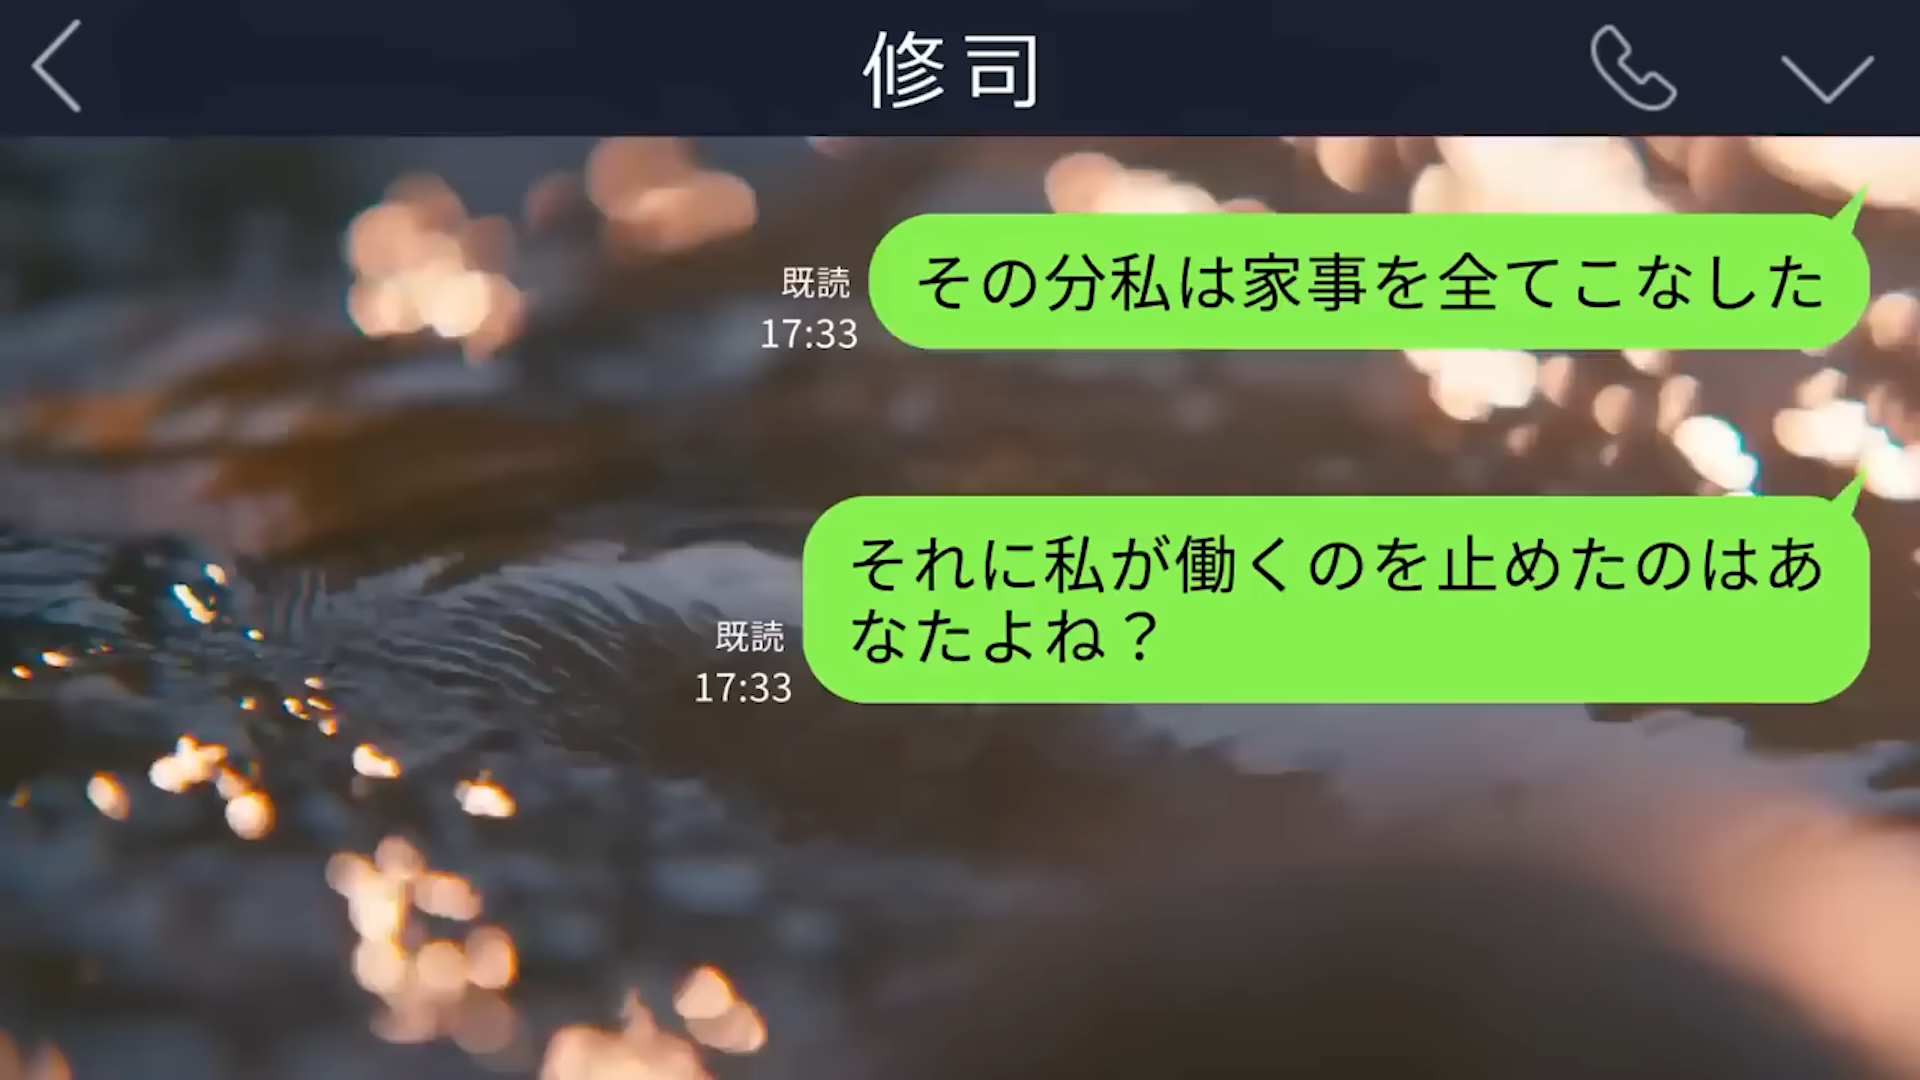 修司
その分私は家事を全てこなした
既読
17:33
それに私が働くのを止めたのはあ
なたよね？
既読
17:33